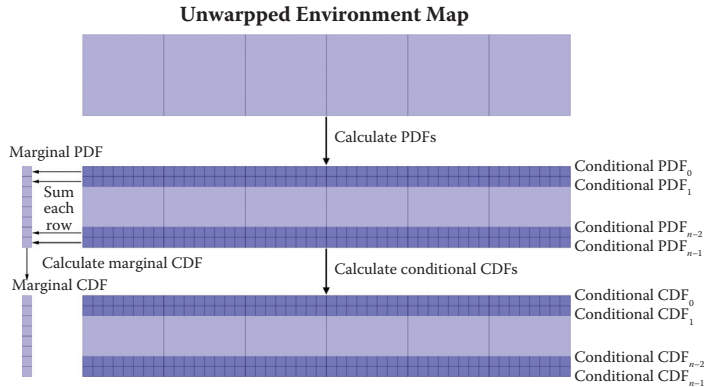 Unwarpped Environment Map
Calculate PDFs
Marginal PDF
Conditional PDF₀
Conditional PDF₁
Sum
each
row
Conditional PDFₙ₋₂
Conditional PDFₙ₋₁
Calculate marginal CDF
Calculate conditional CDFs
Marginal CDF
Conditional CDF₀
Conditional CDF₁
Conditional CDFₙ₋₂
Conditional CDFₙ₋₁